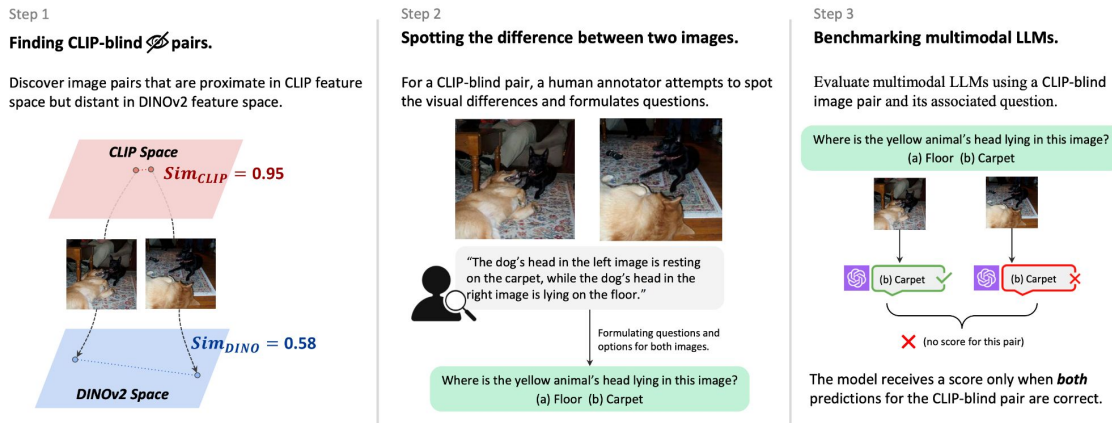 Step 1
Finding CLIP-blind pairs.
Discover image pairs that are proximate in CLIP feature
space but distant in DINOv2 feature space.
CLIP Space
Sim_CLIP = 0.95
Sim_DINO = 0.58
DINOv2 Space
Step 2
Spotting the difference between two images.
For a CLIP-blind pair, a human annotator attempts to spot
the visual differences and formulates questions.
“The dog’s head in the left image is resting
on the carpet, while the dog’s head in the
right image is lying on the floor.”
Formulating questions and
options for both images.
Where is the yellow animal’s head lying in this image?
(a) Floor (b) Carpet
Step 3
Benchmarking multimodal LLMs.
Evaluate multimodal LLMs using a CLIP-blind
image pair and its associated question.
Where is the yellow animal’s head lying in this image?
(a) Floor (b) Carpet
(b) Carpet
(b) Carpet
(no score for this pair)
The model receives a score only when both
predictions for the CLIP-blind pair are correct.